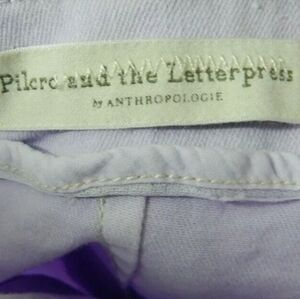 Pilcro and the Letterpress
BY ANTHROPOLOGIE